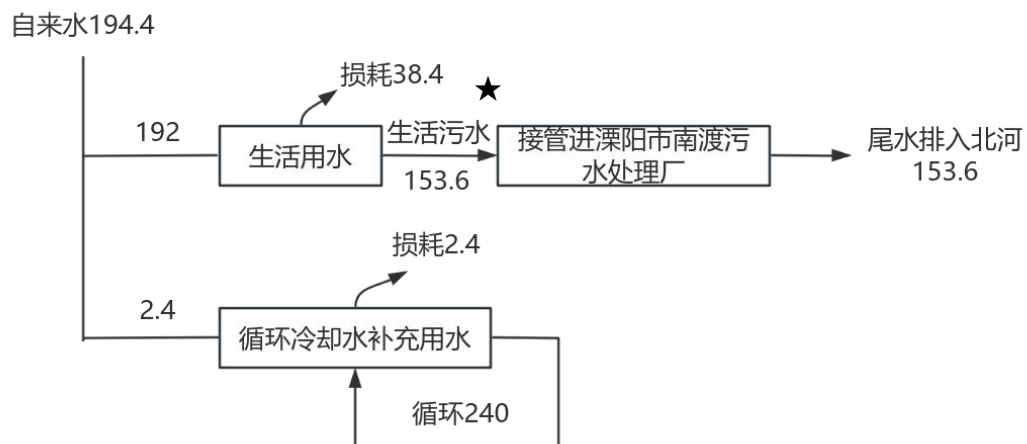 自来水194.4
损耗38.4
★
192
生活用水
生活污水
153.6
接管进溧阳市南渡污
水处理厂
尾水排入北河
153.6
损耗2.4
2.4
循环冷却水补充用水
循环240